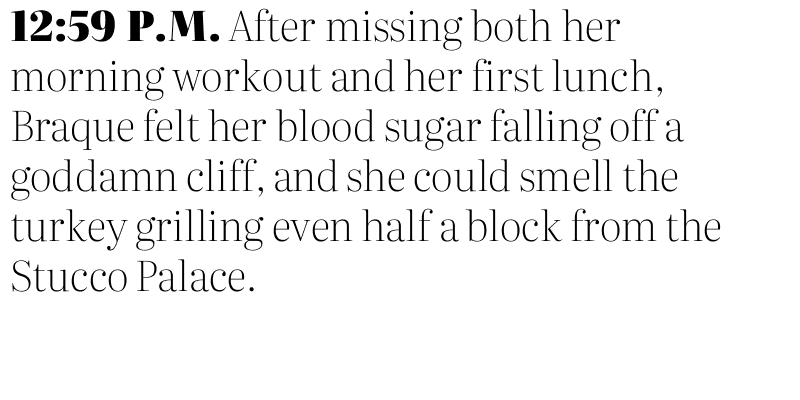 12:59 P.M. After missing both her
morning workout and her first lunch,
Braque felt her blood sugar falling off a
goddamn cliff, and she could smell the
turkey grilling even half a block from the
Stucco Palace.